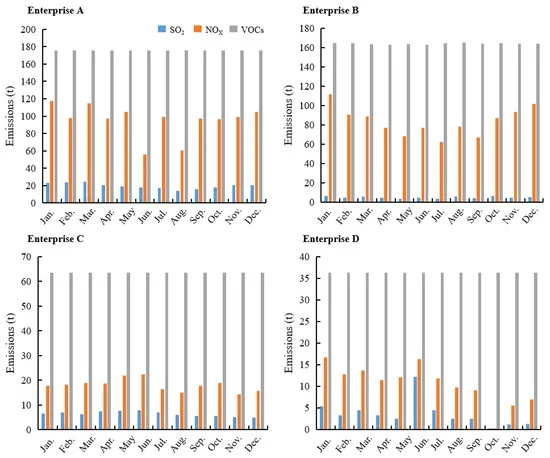 Enterprise A
SO2 NOX VOCs
Emissions (t)
200
180
160
140
120
100
80
60
40
20
0
Jan. Feb. Mar. Apr. May Jun. Jul. Aug. Sep. Oct. Nov. Dec.
Enterprise B
Emissions (t)
180
160
140
120
100
80
60
40
20
0
Jan. Feb. Mar. Apr. May Jun. Jul. Aug. Sep. Oct. Nov. Dec.
Enterprise C
Emissions (t)
70
60
50
40
30
20
10
0
Jan. Feb. Mar. Apr. May Jun. Jul. Aug. Sep. Oct. Nov. Dec.
Enterprise D
Emissions (t)
40
35
30
25
20
15
10
5
0
Jan. Feb. Mar. Apr. May Jun. Jul. Aug. Sep. Oct. Nov. Dec.